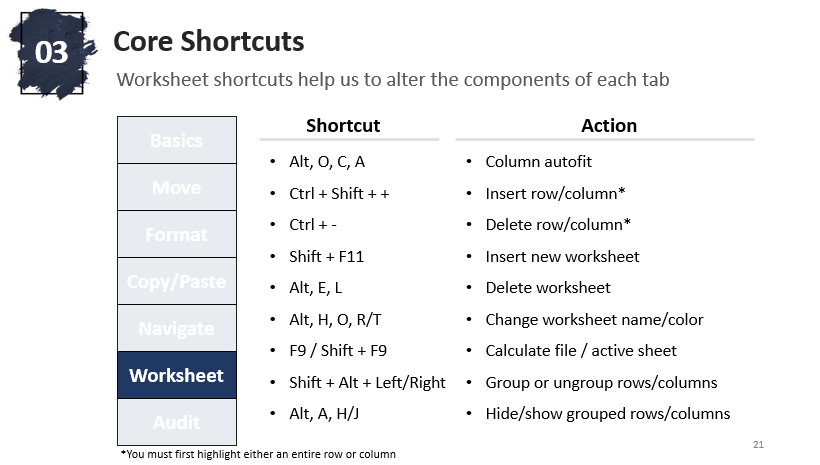 03
Core Shortcuts
Worksheet shortcuts help us to alter the components of each tab
Basics
Move
Format
Copy/Paste
Navigate
Worksheet
Audit
Shortcut Action
• Alt, O, C, A • Column autofit
• Ctrl + Shift + + • Insert row/column*
• Ctrl + - • Delete row/column*
• Shift + F11 • Insert new worksheet
• Alt, E, L • Delete worksheet
• Alt, H, O, R/T • Change worksheet name/color
• F9 / Shift + F9 • Calculate file / active sheet
• Shift + Alt + Left/Right • Group or ungroup rows/columns
• Alt, A, H/J • Hide/show grouped rows/columns
*You must first highlight either an entire row or column
21